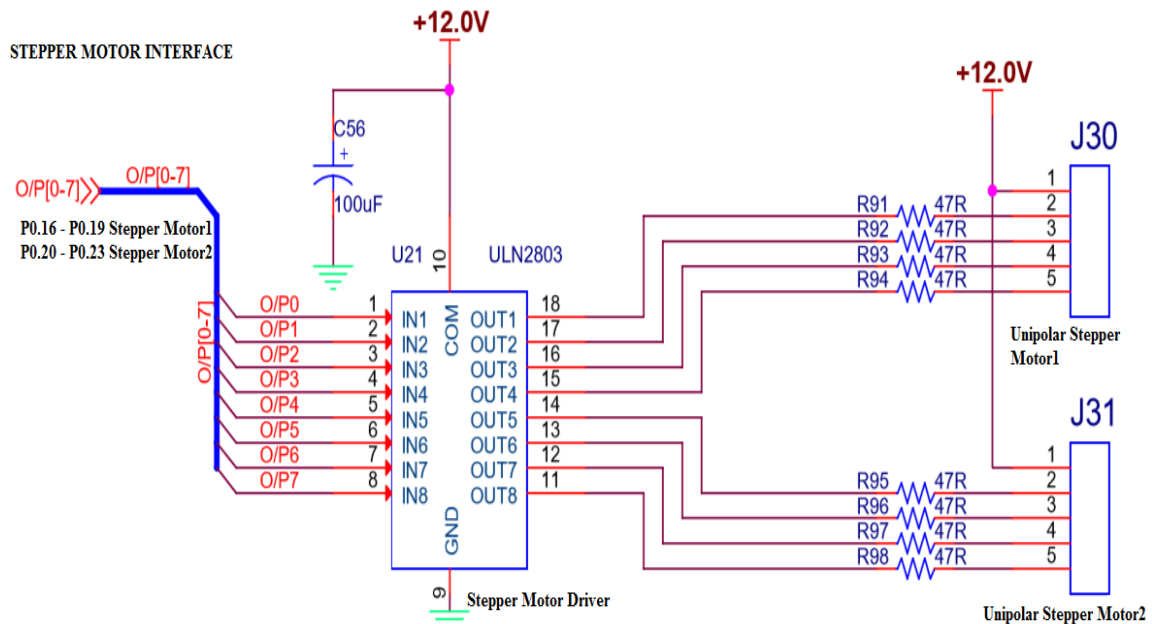 +12.0V
STEPPER MOTOR INTERFACE
+12.0V
C56
+
100uF
J30
O/P[0-7]
O/P[0-7]
P0.16 - P0.19 Stepper Motor1
P0.20 - P0.23 Stepper Motor2
O/P[0-7]
U21
10
ULN2803
COM
GND
9
O/P0 1 IN1 OUT1 18
O/P1 2 IN2 OUT2 17
O/P2 3 IN3 OUT3 16
O/P3 4 IN4 OUT4 15
O/P4 5 IN5 OUT5 14
O/P5 6 IN6 OUT6 13
O/P6 7 IN7 OUT7 12
O/P7 8 IN8 OUT8 11
1
R91 47R 2
R92 47R 3
R93 47R 4
R94 47R 5
Unipolar Stepper
Motor1
J31
1
R95 47R 2
R96 47R 3
R97 47R 4
R98 47R 5
Stepper Motor Driver
Unipolar Stepper Motor2